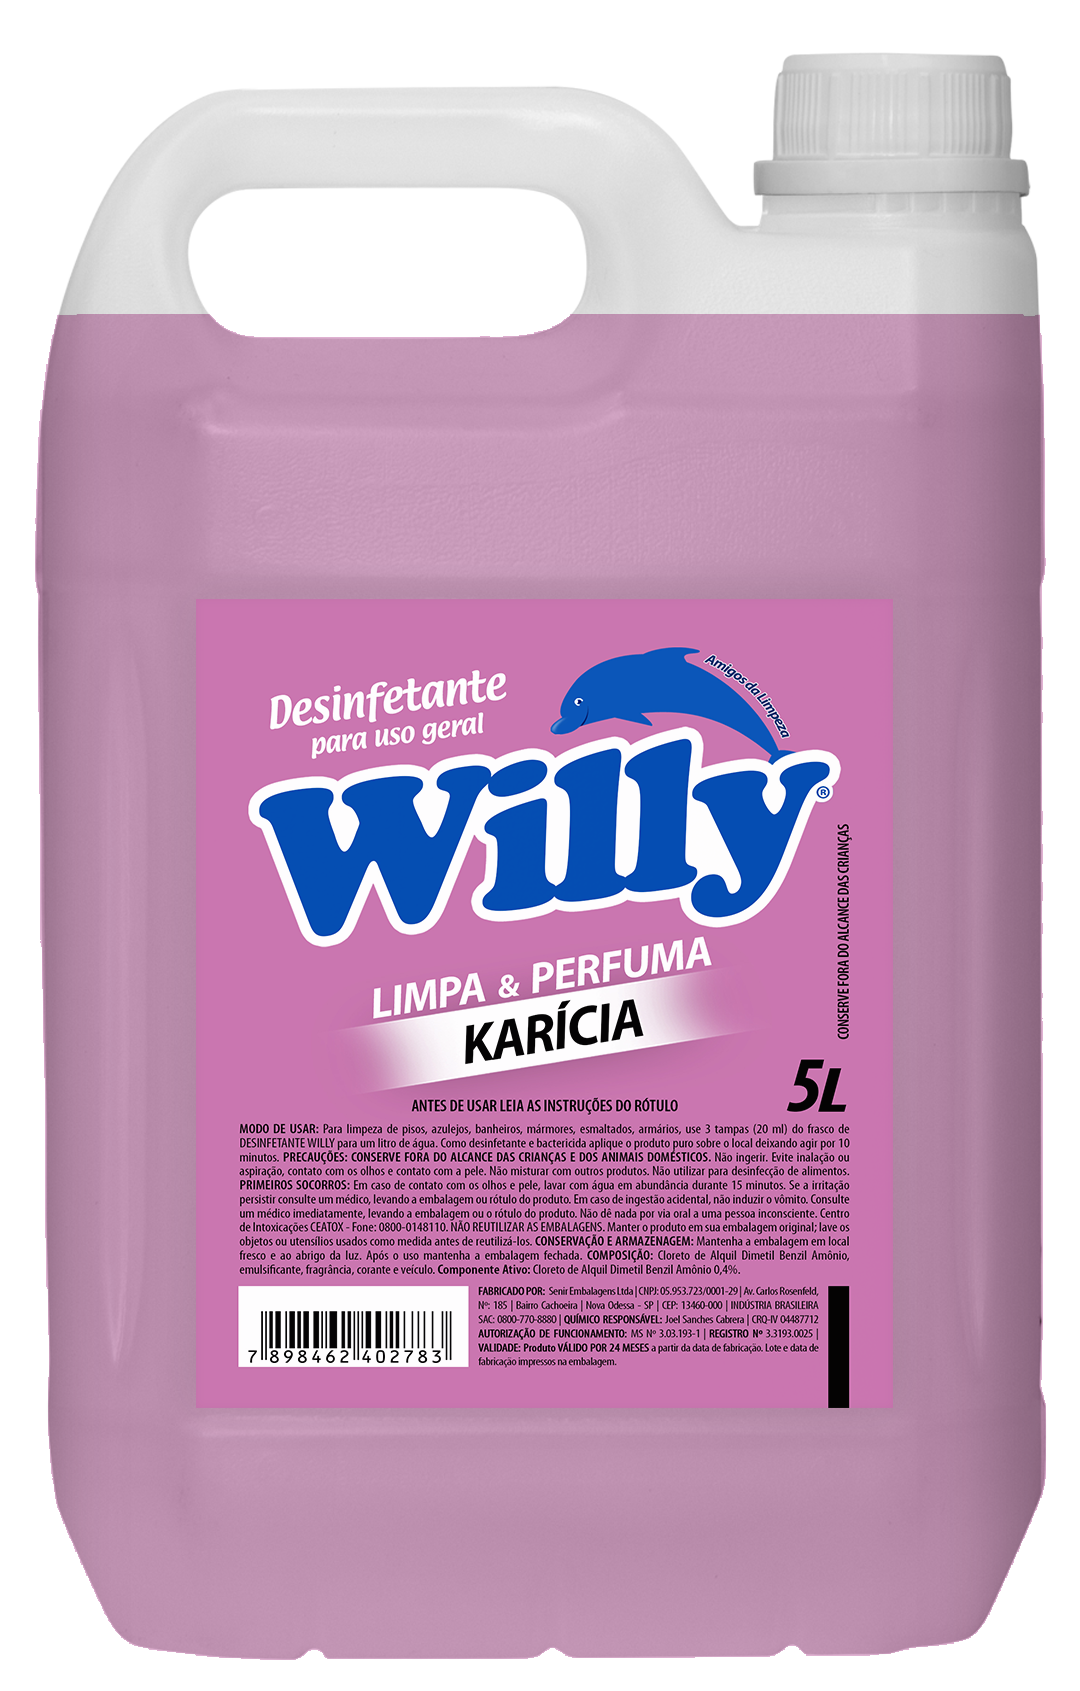 Desinfetante
para uso geral
Amigos da Limpeza
Willy®
LIMPA & PERFUMA
KARÍCIA
CONSERVE FORA DO ALCANCE DAS CRIANÇAS
5L
ANTES DE USAR LEIA AS INSTRUÇÕES DO RÓTULO
MODO DE USAR: Para limpeza de pisos, azulejos, banheiros, mármores, esmaltados, armários, use 3 tampas (20 ml) do frasco de
DESINFETANTE WILLY para um litro de água. Como desinfetante e bactericida aplique o produto puro sobre o local deixando agir por 10
minutos. PRECAUÇÕES: CONSERVE FORA DO ALCANCE DAS CRIANÇAS E DOS ANIMAIS DOMÉSTICOS. Não ingerir. Evite inalação ou
aspiração, contato com os olhos e contato com a pele. Não misturar com outros produtos. Não utilizar para desinfecção de alimentos.
PRIMEIROS SOCORROS: Em caso de contato com os olhos e pele, lavar com água em abundância durante 15 minutos. Se a irritação
persistir consulte um médico, levando a embalagem ou rótulo do produto. Em caso de ingestão acidental, não induzir o vômito. Consulte
um médico imediatamente, levando a embalagem ou o rótulo do produto. Não dê nada por via oral a uma pessoa inconsciente. Centro
de Intoxicações CEATOX - Fone: 0800-0148110. NÃO REUTILIZAR AS EMBALAGENS. Manter o produto em sua embalagem original; lave os
objetos ou utensílios usados como medida antes de reutilizá-los. CONSERVAÇÃO E ARMAZENAGEM: Mantenha a embalagem em local
fresco e ao abrigo da luz. Após o uso mantenha a embalagem fechada. COMPOSIÇÃO: Cloreto de Alquil Dimetil Benzil Amônio,
emulsificante, fragrância, corante e veículo. Componente Ativo: Cloreto de Alquil Dimetil Benzil Amônio 0,4%.
FABRICADO POR: Senir Embalagens Ltda | CNPJ: 05.953.723/0001-29 | Av. Carlos Rosenfeld,
Nº: 185 | Bairro Cachoeira | Nova Odessa - SP | CEP: 13460-000 | INDÚSTRIA BRASILEIRA
SAC: 0800-770-8880 | QUÍMICO RESPONSÁVEL: Joel Sanches Cabrera | CRQ-IV 04487712
AUTORIZAÇÃO DE FUNCIONAMENTO: MS Nº 3.03.193-1 | REGISTRO Nº 3.3193.0025 |
VALIDADE: Produto VÁLIDO POR 24 MESES a partir da data de fabricação. Lote e data de
fabricação impressos na embalagem.
7 898462 402783